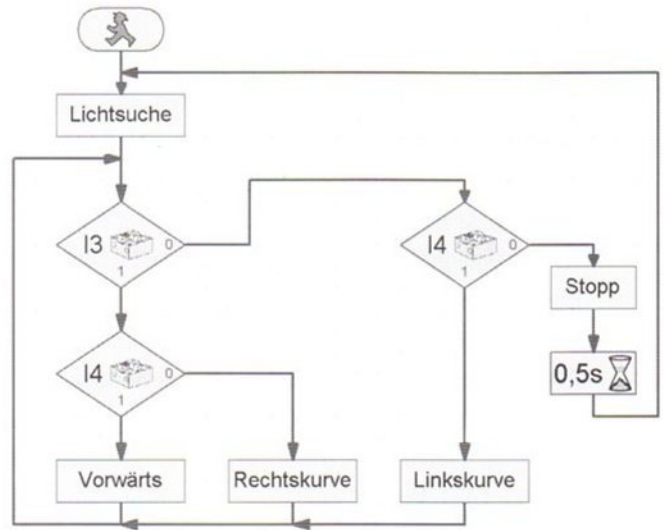 Lichtsuche
I3
0
1
I4
0
1
Stopp
I4
0
1
0,5s
Vorwärts
Rechtskurve
Linkskurve